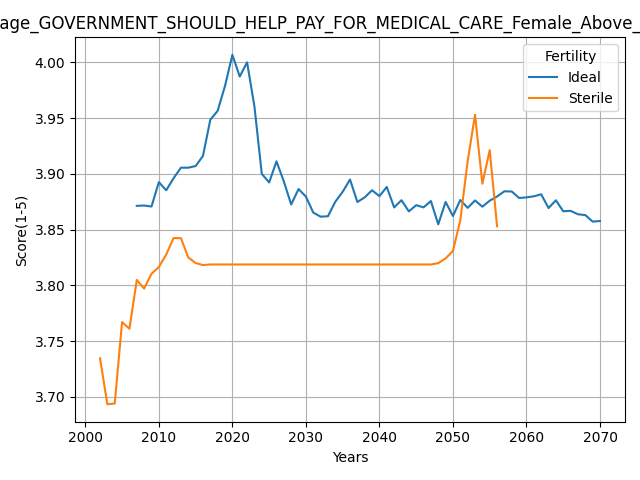 age_GOVERNMENT_SHOULD_HELP_PAY_FOR_MEDICAL_CARE_Female_Above_
Fertility
Ideal
Sterile
Score(1-5)
4.00
3.95
3.90
3.85
3.80
3.75
3.70
2000 2010 2020 2030 2040 2050 2060 2070
Years